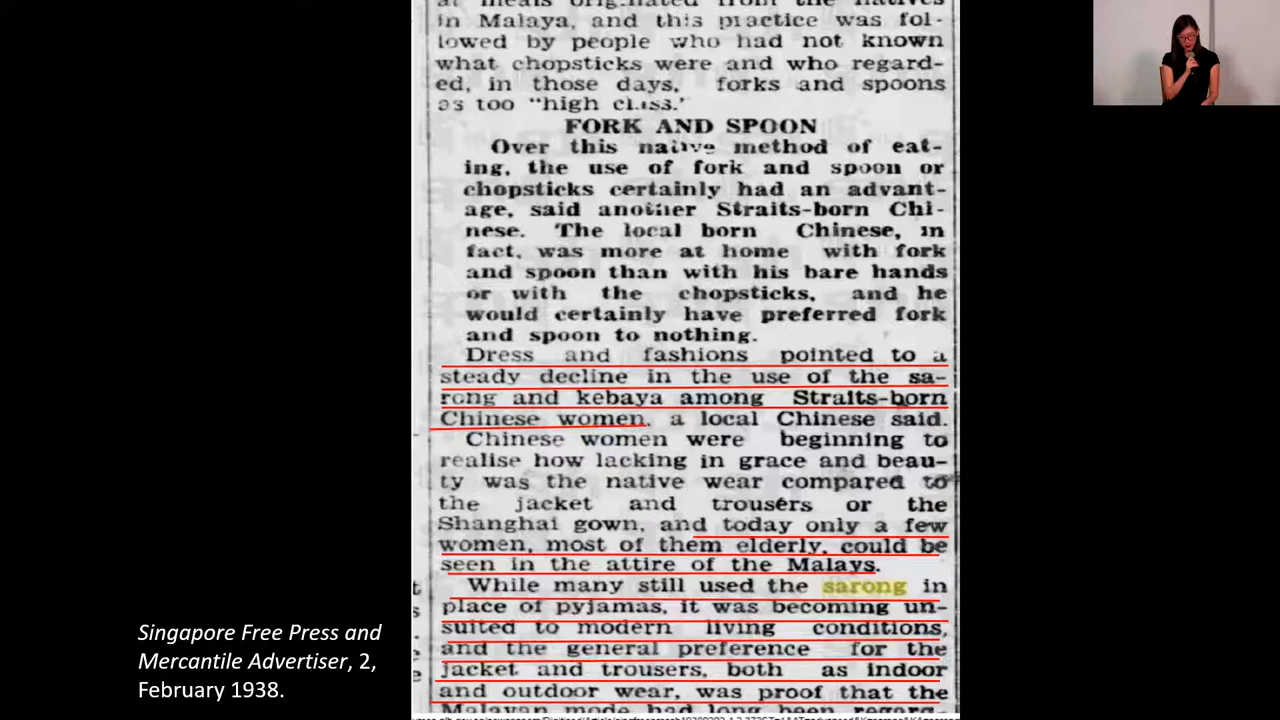 at meals originated from the natives
in Malaya, and this practice was fol-
lowed by people who had not known
what chopsticks were and who regard-
ed, in those days, forks and spoons
as too "high class."
FORK AND SPOON
Over this native method of eat-
ing, the use of fork and spoon or
chopsticks certainly had an advant-
age, said another Straits-born Chi-
nese. The local born Chinese, in
fact, was more at home with fork
and spoon than with his bare hands
or with the chopsticks, and he
would certainly have preferred fork
and spoon to nothing.
Dress and fashions pointed to a
steady decline in the use of the sa-
rong and kebaya among Straits-born
Chinese women, a local Chinese said.
Chinese women were beginning to
realise how lacking in grace and beau-
ty was the native wear compared to
the jacket and trousers or the
Shanghai gown, and today only a few
women, most of them elderly, could be
seen in the attire of the Malays.
While many still used the sarong in
place of pyjamas, it was becoming un-
suited to modern living conditions,
and the general preference for the
jacket and trousers, both as indoor
and outdoor wear, was proof that the
Malayan mode had long been regard-
Singapore Free Press and
Mercantile Advertiser, 2,
February 1938.